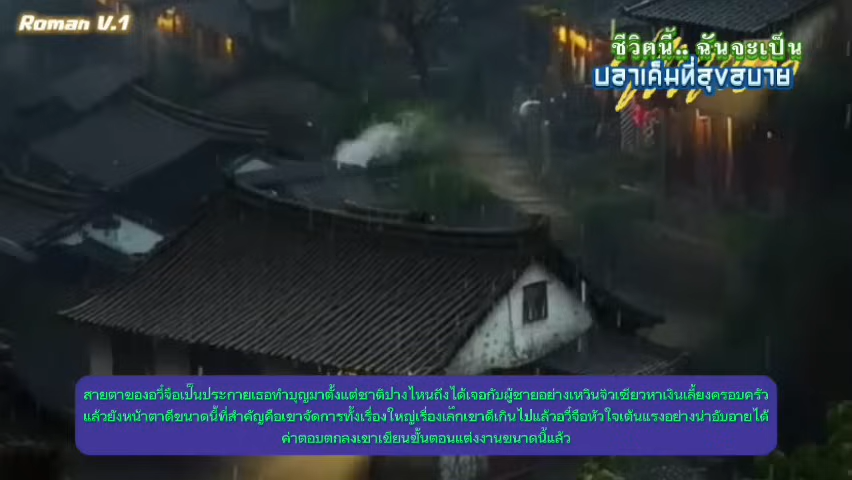 Roman V.1
ชีวิตนี้.. ฉันจะเป็น
ปลาเค็มที่สุขสบาย
สายตาของอวี๋จือเป็นประกายเธอทำบุญมาตั้งแต่ชาติปางไหนถึงได้เจอกับผู้ชายอย่างเหวินจิวเซียวหาเงินเลี้ยงครอบครัว
แล้วยังหน้าตาดีขนาดนี้ที่สำคัญคือเขาจัดการทั้งเรื่องใหญ่เรื่องเล็กเขาดีเกินไปแล้วอวี๋จือหัวใจเต้นแรงอย่างน่าอับอายได้
ค่าตอบตกลงเขาเขียนขั้นตอนแต่งงานขนาดนี้แล้ว